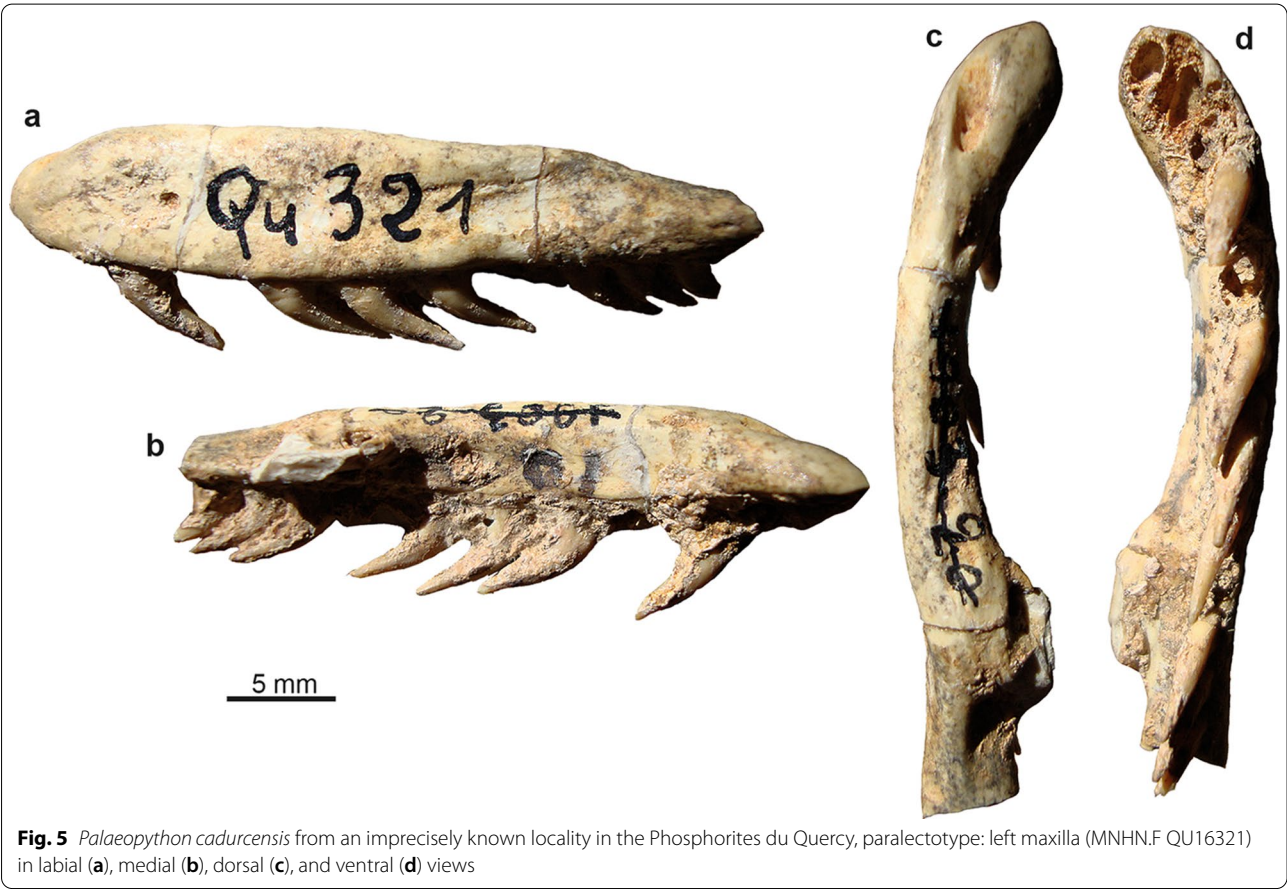 a
Qu 321
b
5 mm
c
d
Fig. 5 Palaeopython cadurcensis from an imprecisely known locality in the Phosphorites du Quercy, paralectotype: left maxilla (MNHN.F QU16321)
in labial (a), medial (b), dorsal (c), and ventral (d) views